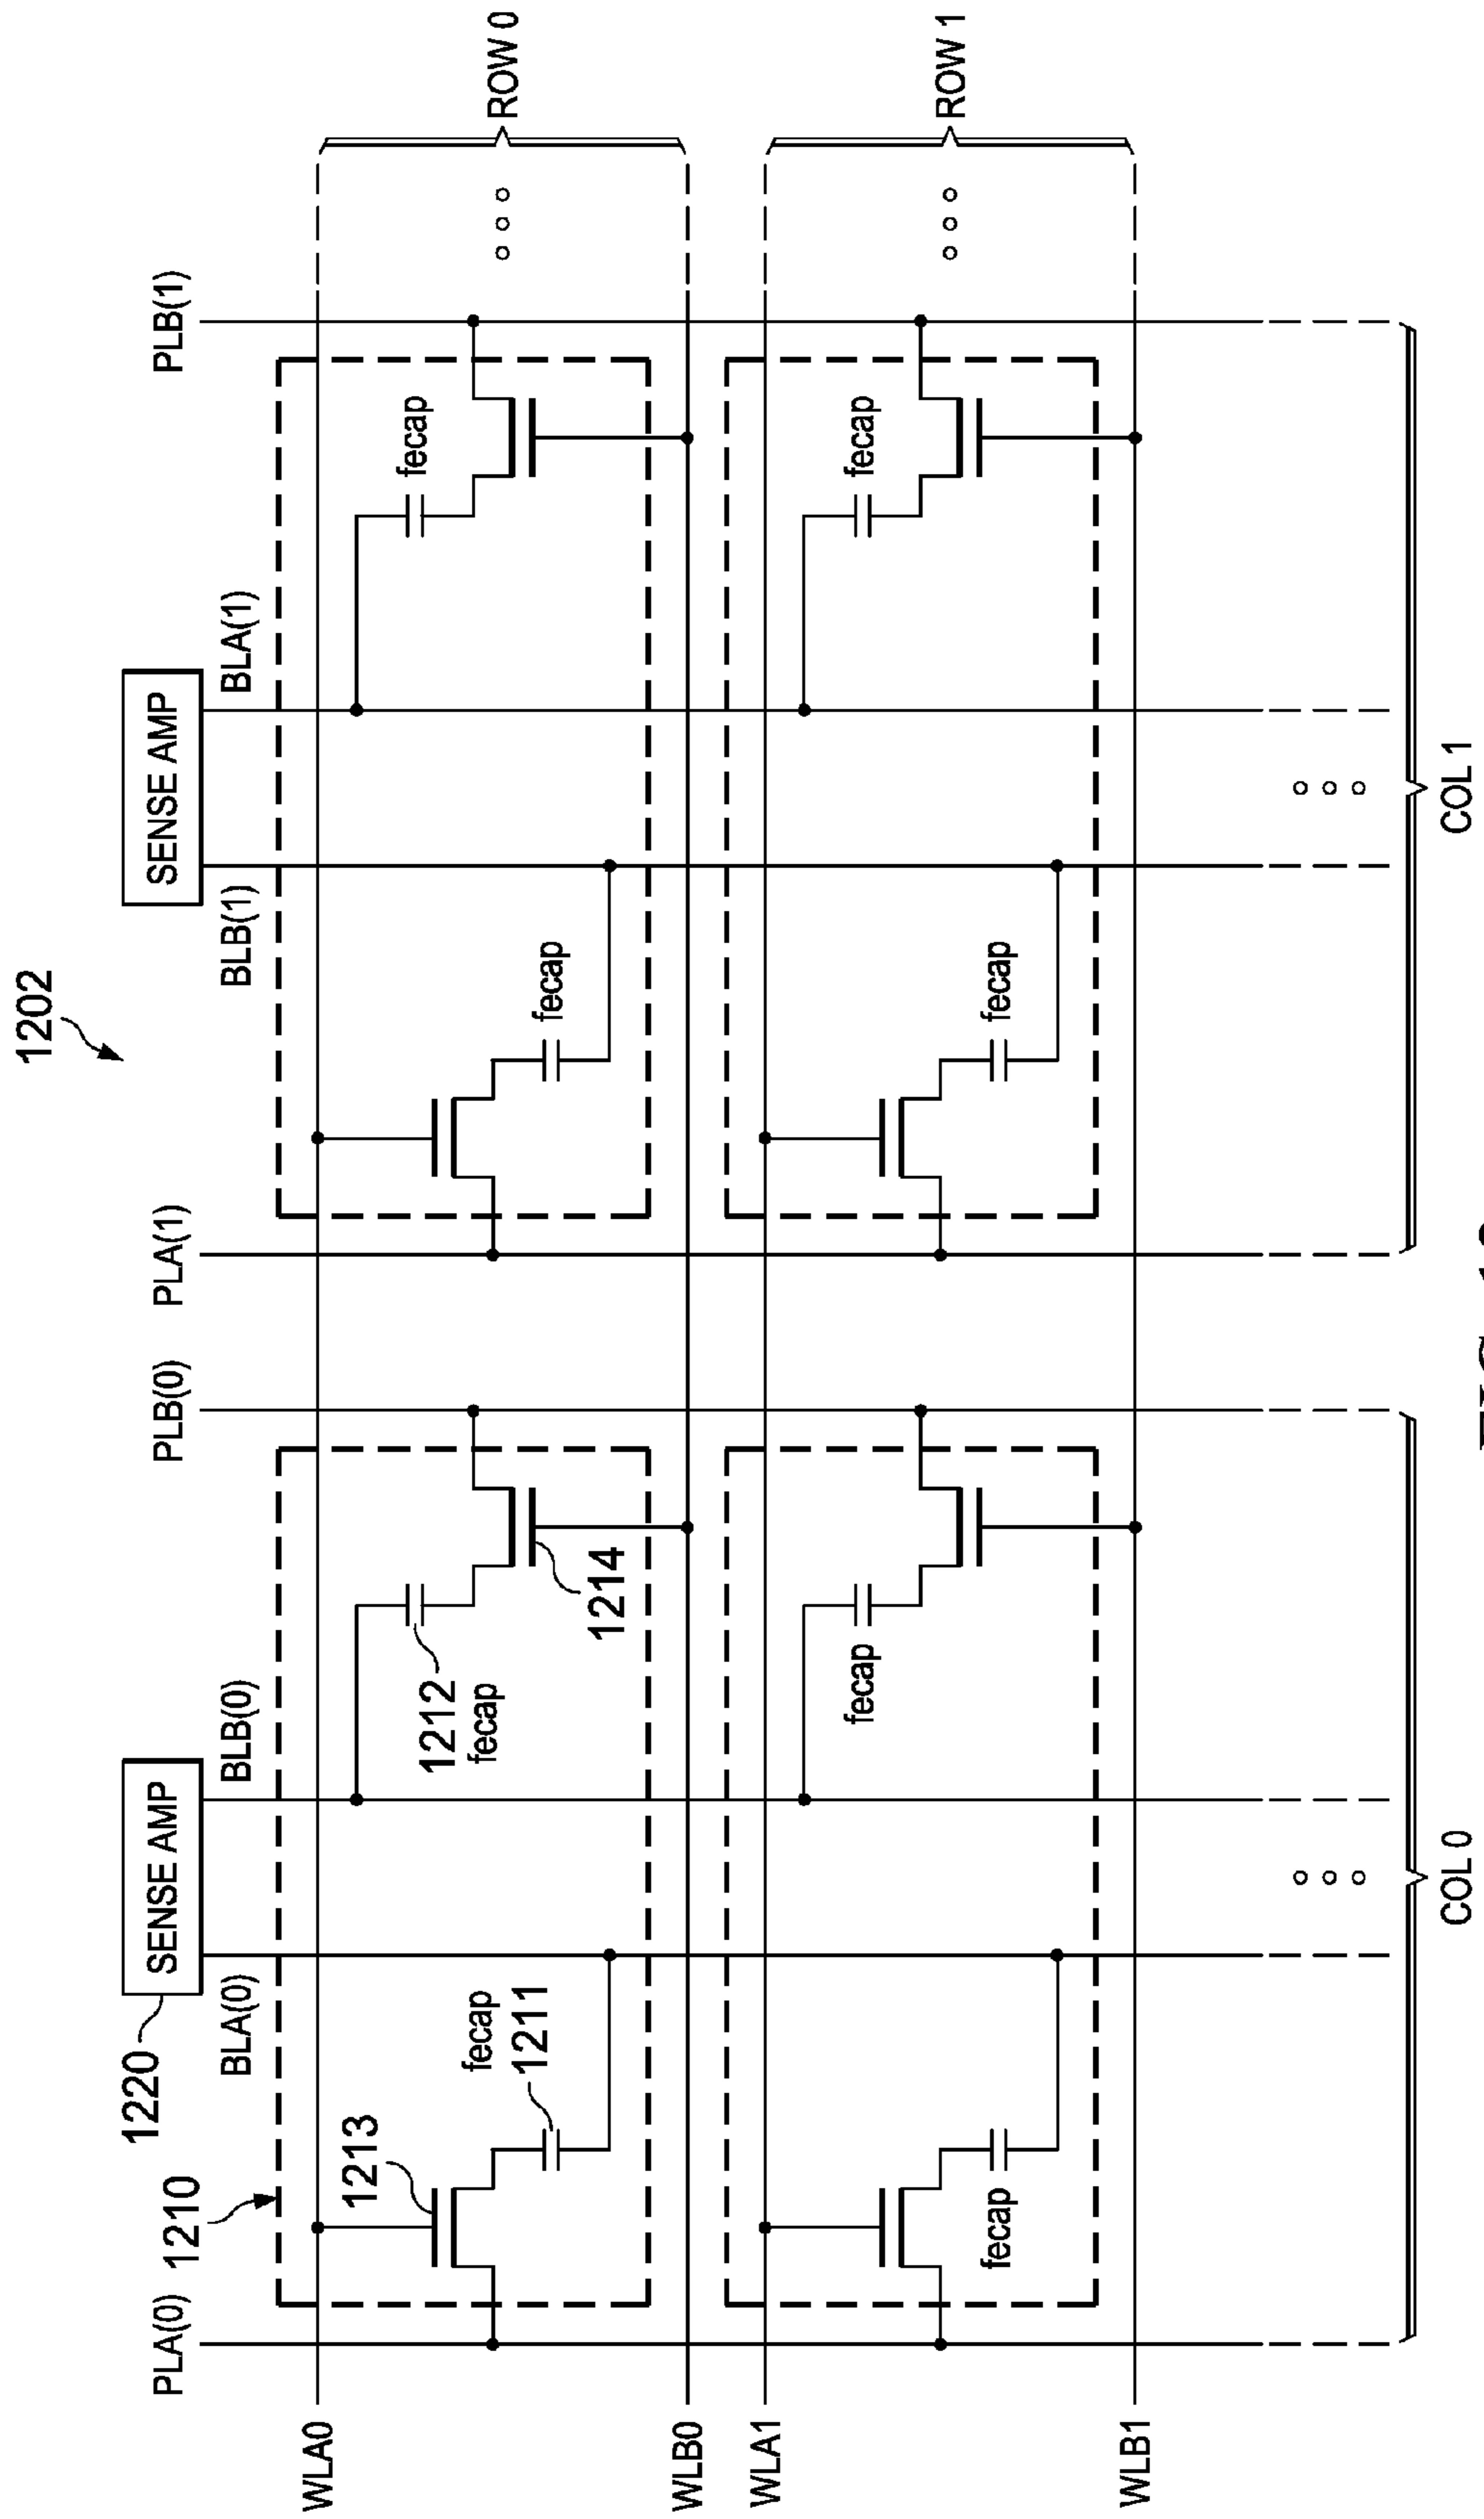 1202
1220
SENSE AMP
SENSE AMP
PLA(0)
1210
BLA(0)
BLB(0)
PLB(0)
PLA(1)
BLB(1)
BLA(1)
PLB(1)
WLA0
1213
fecap
1211
1212
fecap
1214
fecap
fecap
ROW 0
WLB0
WLA1
fecap
fecap
fecap
fecap
ROW 1
WLB1
COL 0
COL 1